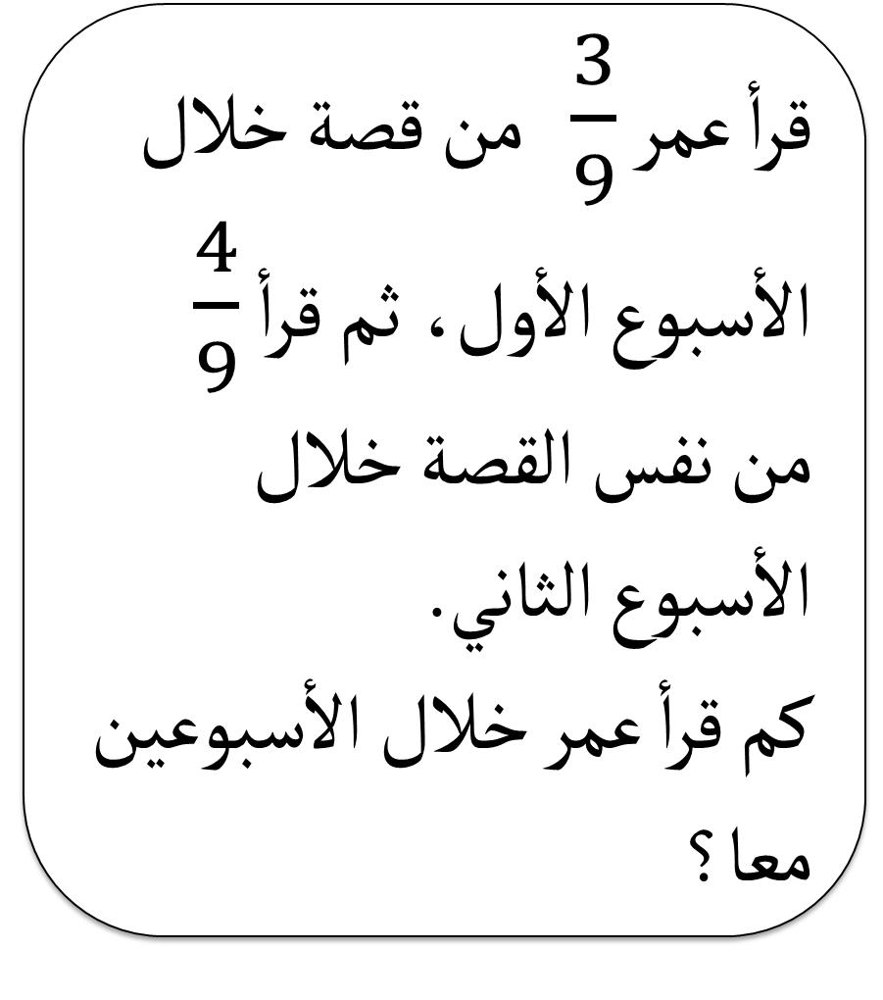 قرأ عمر 3/9 من قصة خلال
الأسبوع الأول، ثم قرأ 4/9
من نفس القصة خلال
الأسبوع الثاني.
كم قرأ عمر خلال الأسبوعين
معا؟